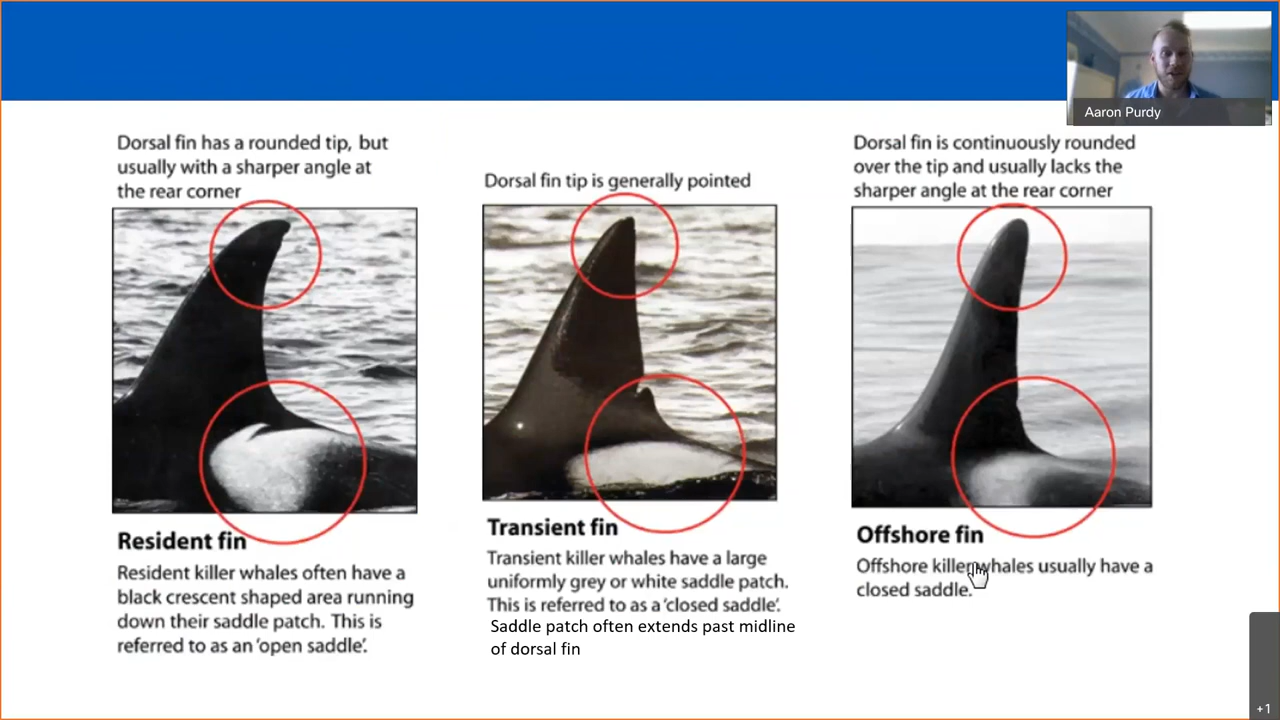 Aaron Purdy
Dorsal fin has a rounded tip, but
usually with a sharper angle at
the rear corner
Dorsal fin tip is generally pointed
Dorsal fin is continuously rounded
over the tip and usually lacks the
sharper angle at the rear corner
Resident fin
Resident killer whales often have a
black crescent shaped area running
down their saddle patch. This is
referred to as an 'open saddle'.
Transient fin
Transient killer whales have a large
uniformly grey or white saddle patch.
This is referred to as a 'closed saddle'.
Saddle patch often extends past midline
of dorsal fin
Offshore fin
Offshore killer whales usually have a
closed saddle.
+1